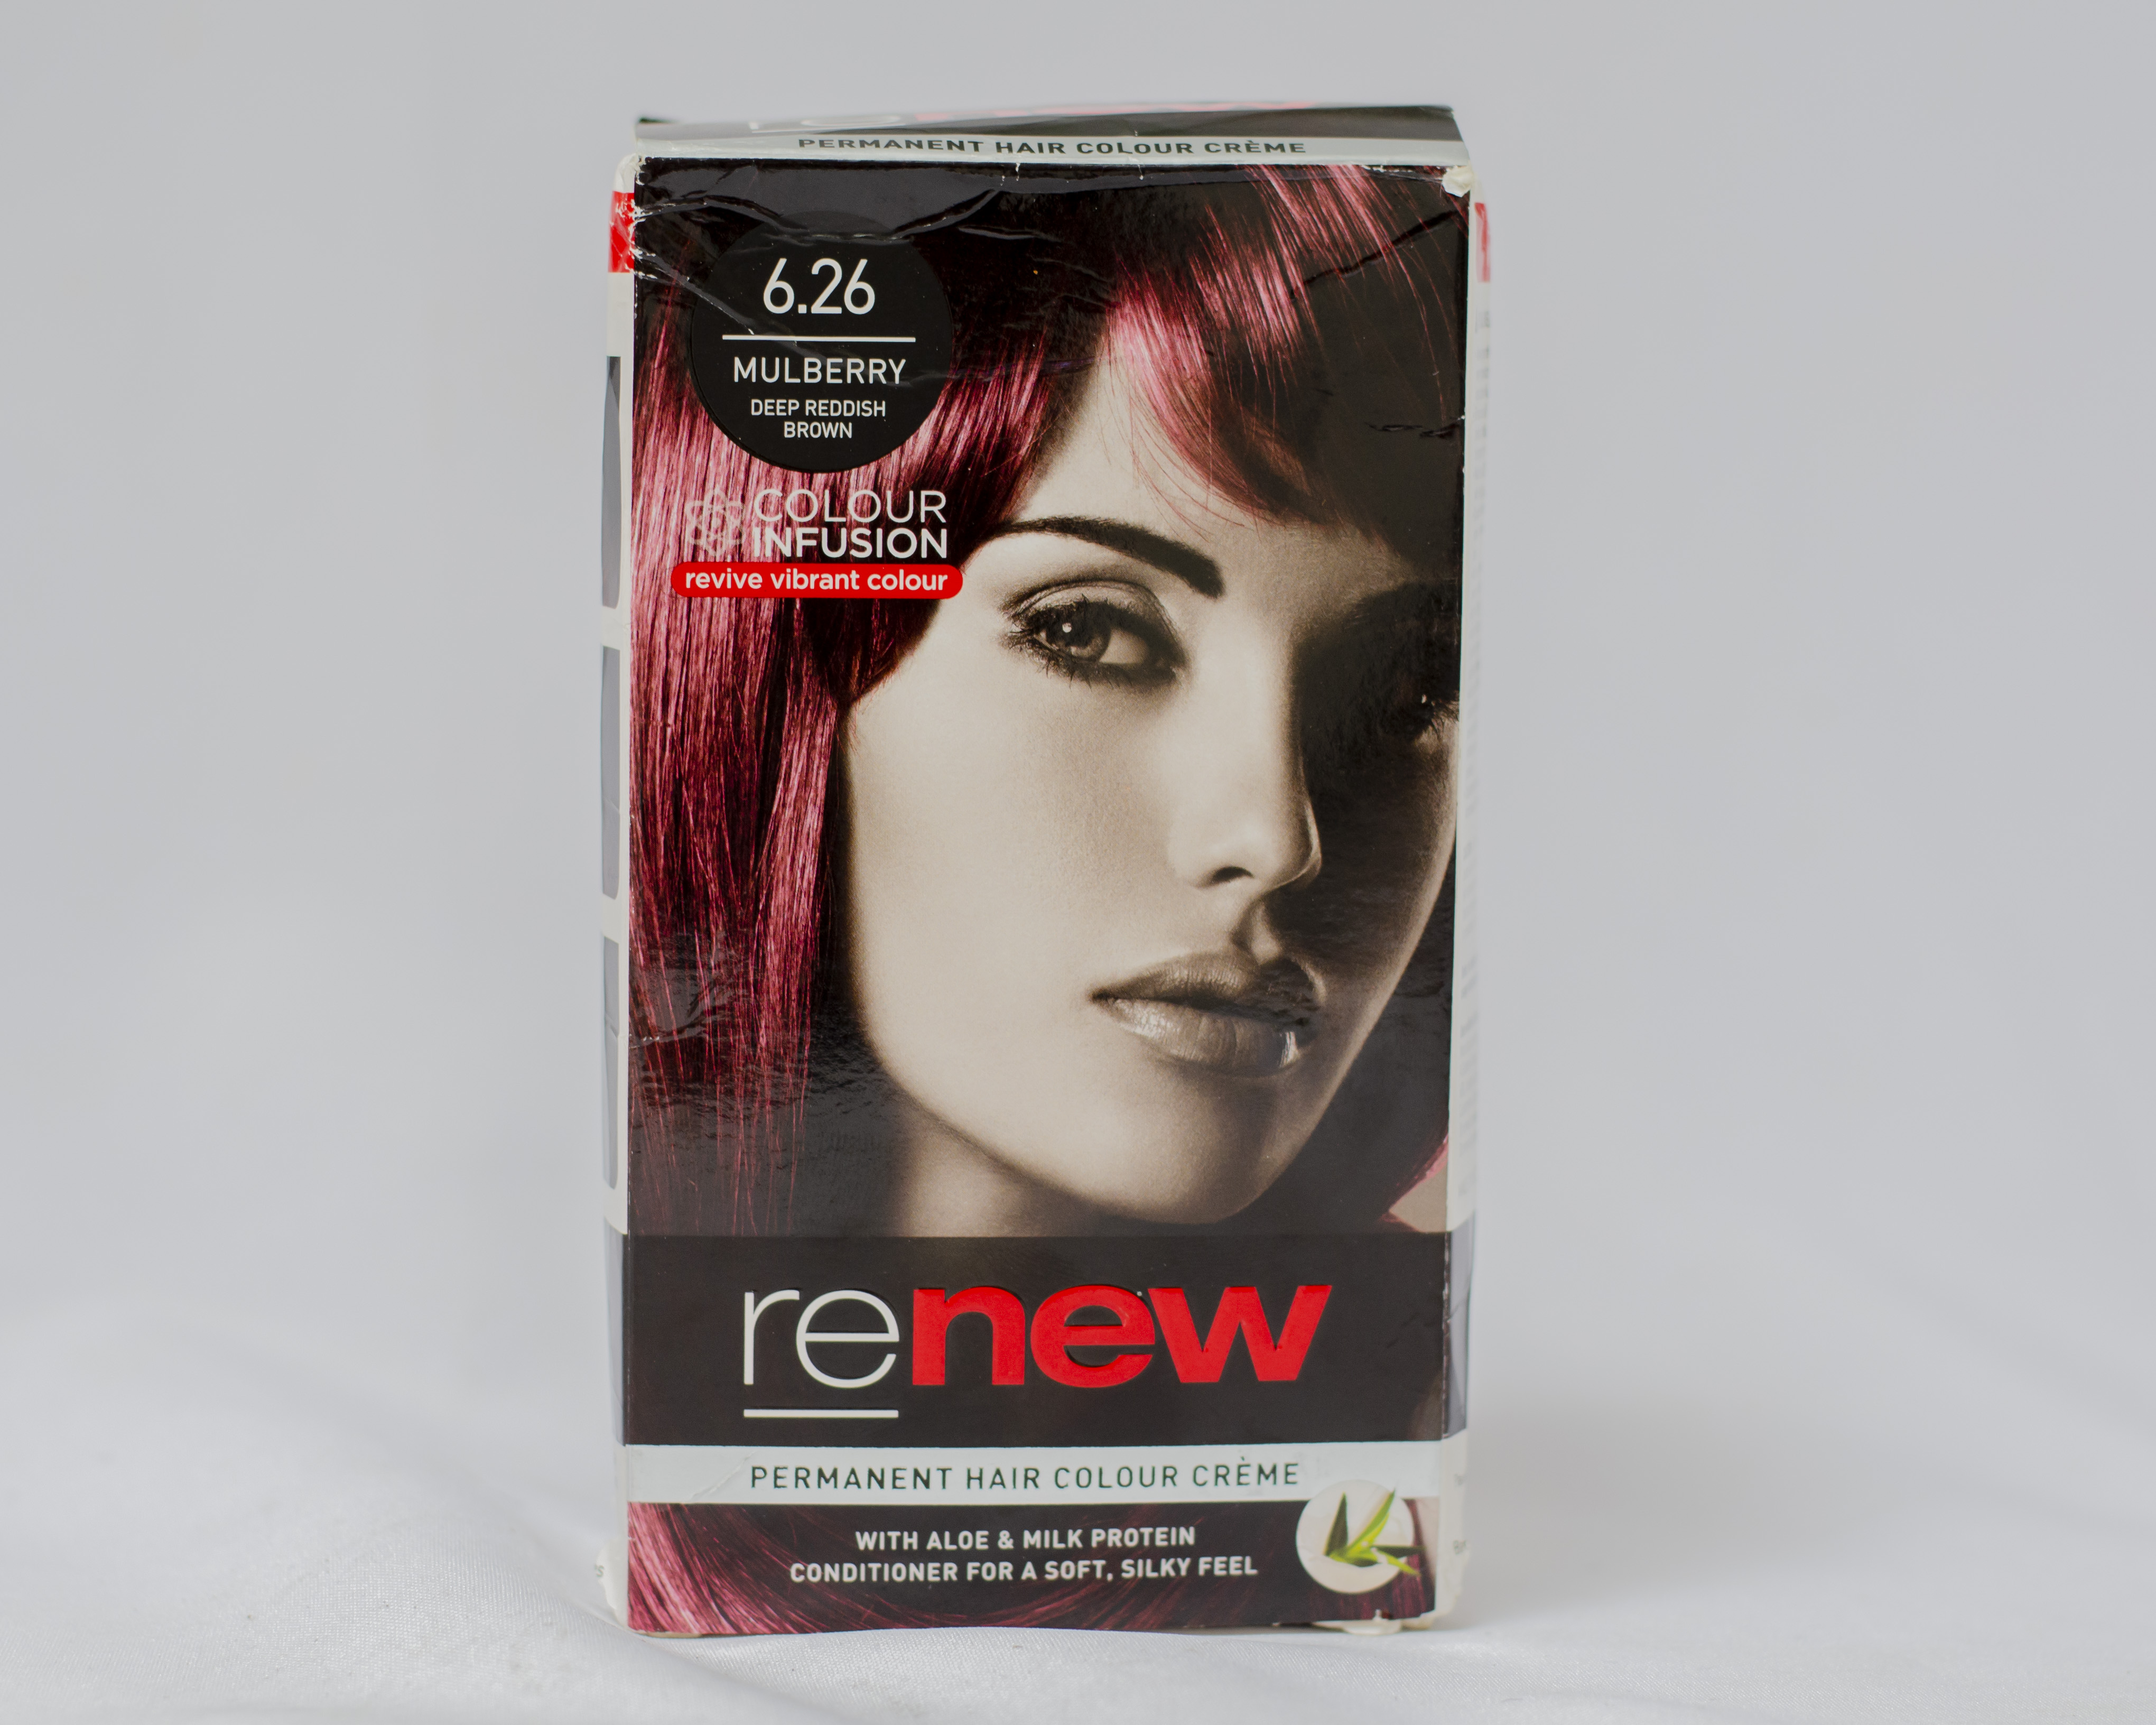 PERMANENT HAIR COLOUR CRÈME
6.26
MULBERRY
DEEP REDDISH
BROWN
COLOUR
INFUSION
revive vibrant colour
renew
PERMANENT HAIR COLOUR CRÈME
WITH ALOE & MILK PROTEIN
CONDITIONER FOR A SOFT, SILKY FEEL